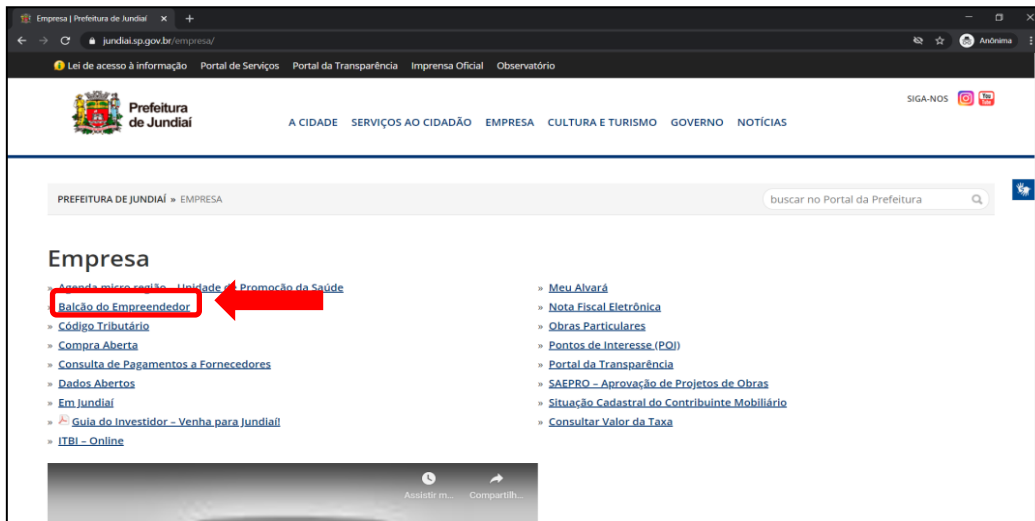 Empresa | Prefeitura de Jundiaí
jundiai.sp.gov.br/empresa/
Anônima
Lei de acesso à informação Portal de Serviços Portal da Transparência Imprensa Oficial Observatório
Prefeitura
de Jundiaí
A CIDADE SERVIÇOS AO CIDADÃO EMPRESA CULTURA E TURISMO GOVERNO NOTÍCIAS
SIGA-NOS You Tube
PREFEITURA DE JUNDIAÍ » EMPRESA
buscar no Portal da Prefeitura
Empresa
» Agenda micro região – Unidade de Promoção da Saúde
» Balcão do Empreendedor
» Código Tributário
» Compra Aberta
» Consulta de Pagamentos a Fornecedores
» Dados Abertos
» Em Jundiaí
» Guia do Investidor – Venha para Jundiaí!
» ITBI – Online
» Meu Alvará
» Nota Fiscal Eletrônica
» Obras Particulares
» Pontos de Interesse (POI)
» Portal da Transparência
» SAEPRO – Aprovação de Projetos de Obras
» Situação Cadastral do Contribuinte Mobiliário
» Consultar Valor da Taxa
Assistir m... Compartilh...